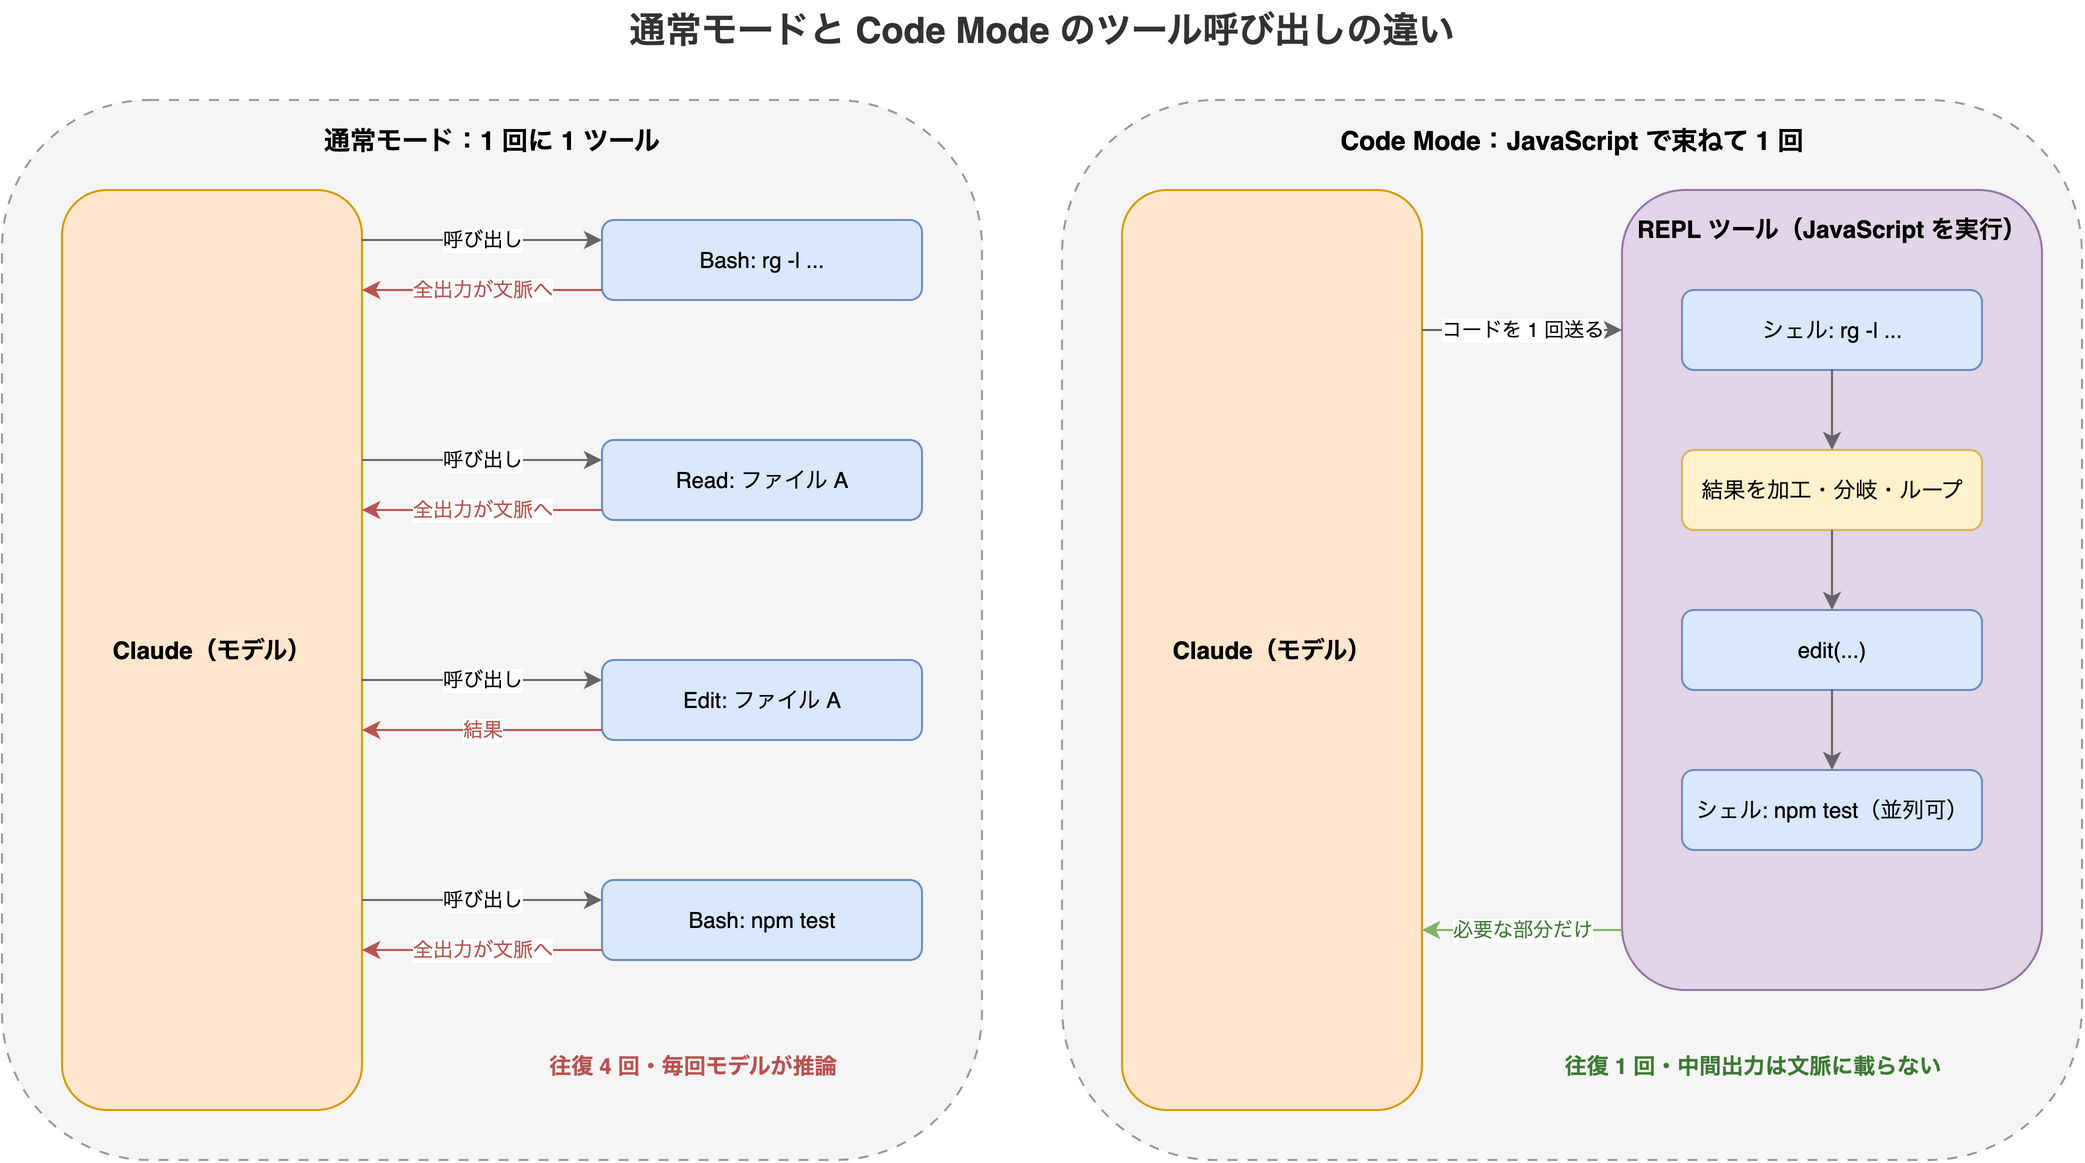 通常モードと Code Mode のツール呼び出しの違い
通常モード：1 回に 1 ツール
Claude（モデル）
呼び出し
Bash: rg -l ...
全出力が文脈へ
呼び出し
Read: ファイル A
全出力が文脈へ
呼び出し
Edit: ファイル A
結果
呼び出し
Bash: npm test
全出力が文脈へ
往復 4 回・毎回モデルが推論
Code Mode：JavaScript で束ねて 1 回
Claude（モデル）
コードを 1 回送る
REPL ツール（JavaScript を実行）
シェル: rg -l ...
結果を加工・分岐・ループ
edit(...)
シェル: npm test（並列可）
必要な部分だけ
往復 1 回・中間出力は文脈に載らない